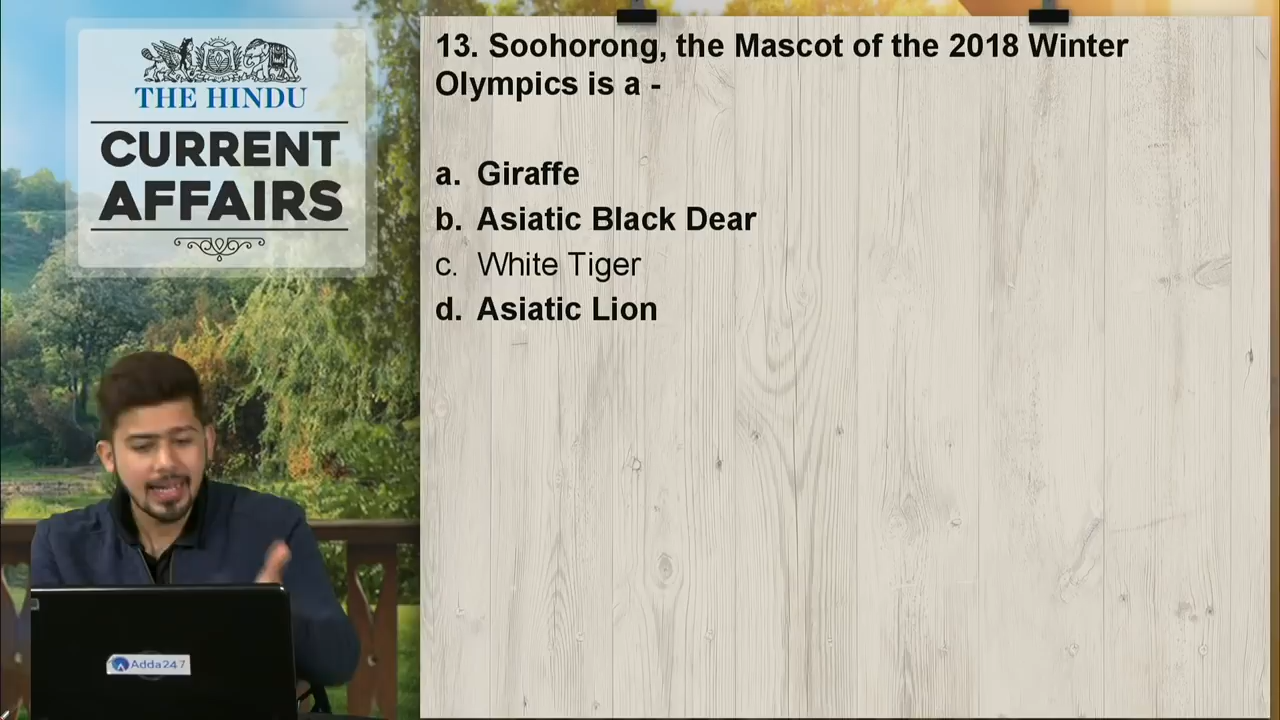 THE HINDU
CURRENT
AFFAIRS
13. Soohorong, the Mascot of the 2018 Winter
Olympics is a -
a. Giraffe
b. Asiatic Black Dear
c. White Tiger
d. Asiatic Lion
Adda247